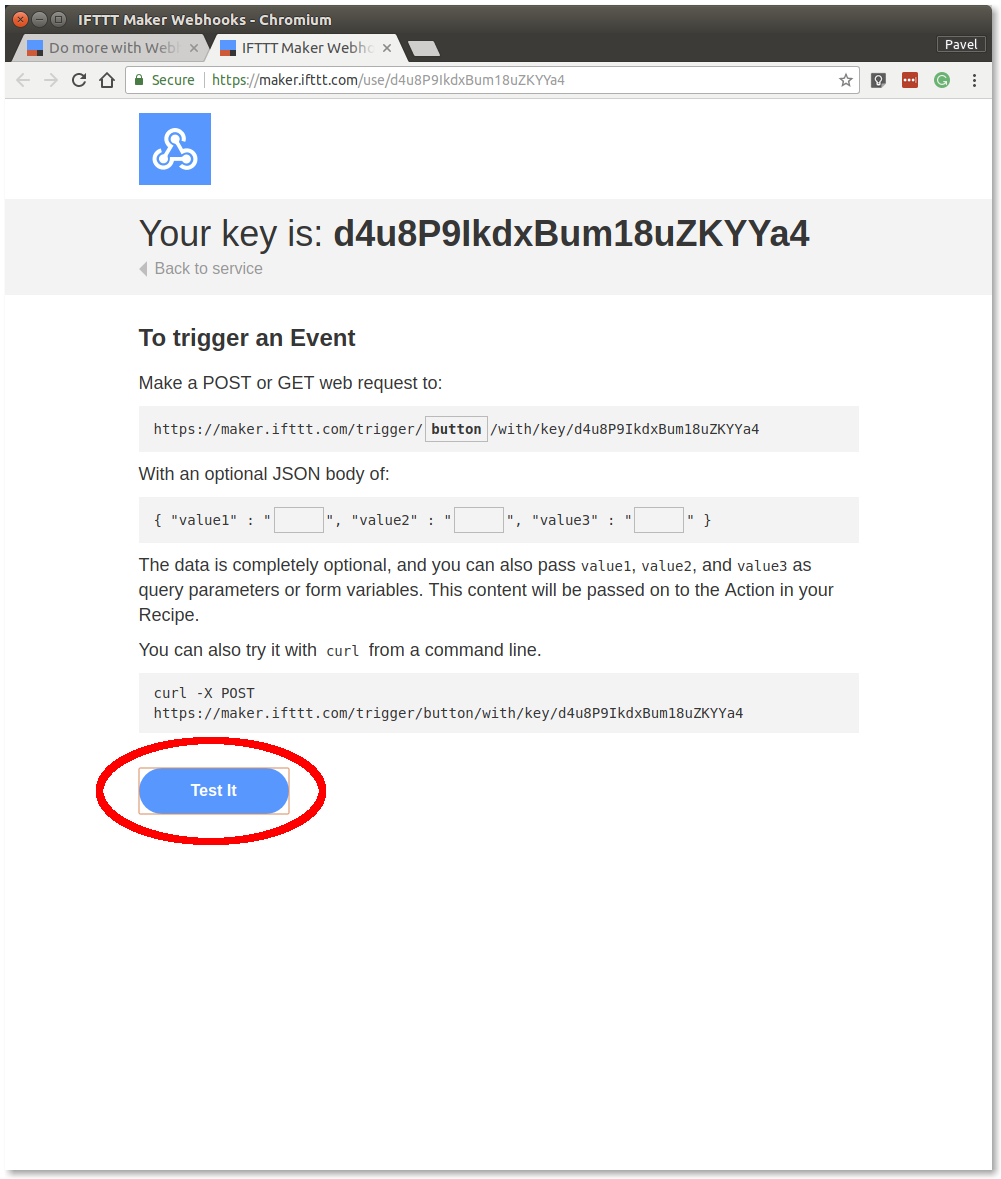 IFTTT Maker Webhooks - Chromium
Do more with Web
IFTTT Maker Webho
Pavel
Secure
https://maker.ifttt.com/use/d4u8P9IkdxBum18uZKYYa4
Your key is: d4u8P9IkdxBum18uZKYYa4
Back to service
To trigger an Event
Make a POST or GET web request to:
https://maker.ifttt.com/trigger/ button /with/key/d4u8P9IkdxBum18uZKYYa4
With an optional JSON body of:
{ "value1" : " ", "value2" : " ", "value3" : " " }
The data is completely optional, and you can also pass value1, value2, and value3 as
query parameters or form variables. This content will be passed on to the Action in your
Recipe.
You can also try it with curl from a command line.
curl -X POST
https://maker.ifttt.com/trigger/button/with/key/d4u8P9IkdxBum18uZKYYa4
Test It